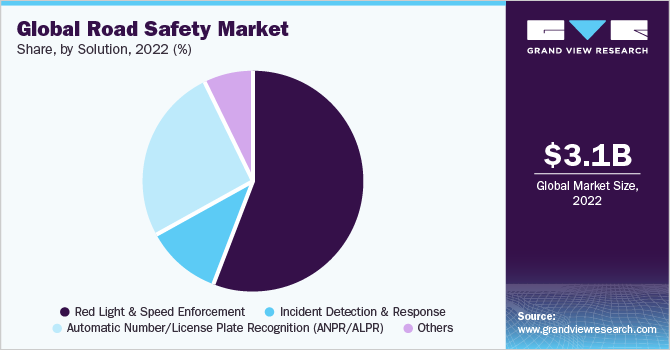 Global Road Safety Market
Share, by Solution, 2022 (%)
GRAND VIEW RESEARCH
$3.1B
Global Market Size,
2022
Red Light & Speed Enforcement
Incident Detection & Response
Automatic Number/License Plate Recognition (ANPR/ALPR)
Others
Source:
www.grandviewresearch.com